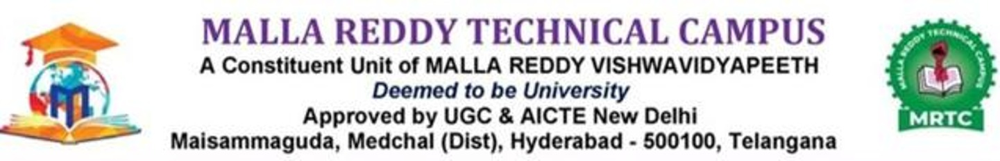 MALLA REDDY TECHNICAL CAMPUS
A Constituent Unit of MALLA REDDY VISHWAVIDYAPEETH
Deemed to be University
Approved by UGC & AICTE New Delhi
Maisammaguda, Medchal (Dist), Hyderabad - 500100, Telangana
M
MALLA REDDY TECHNICAL CAMPUS
MRTC